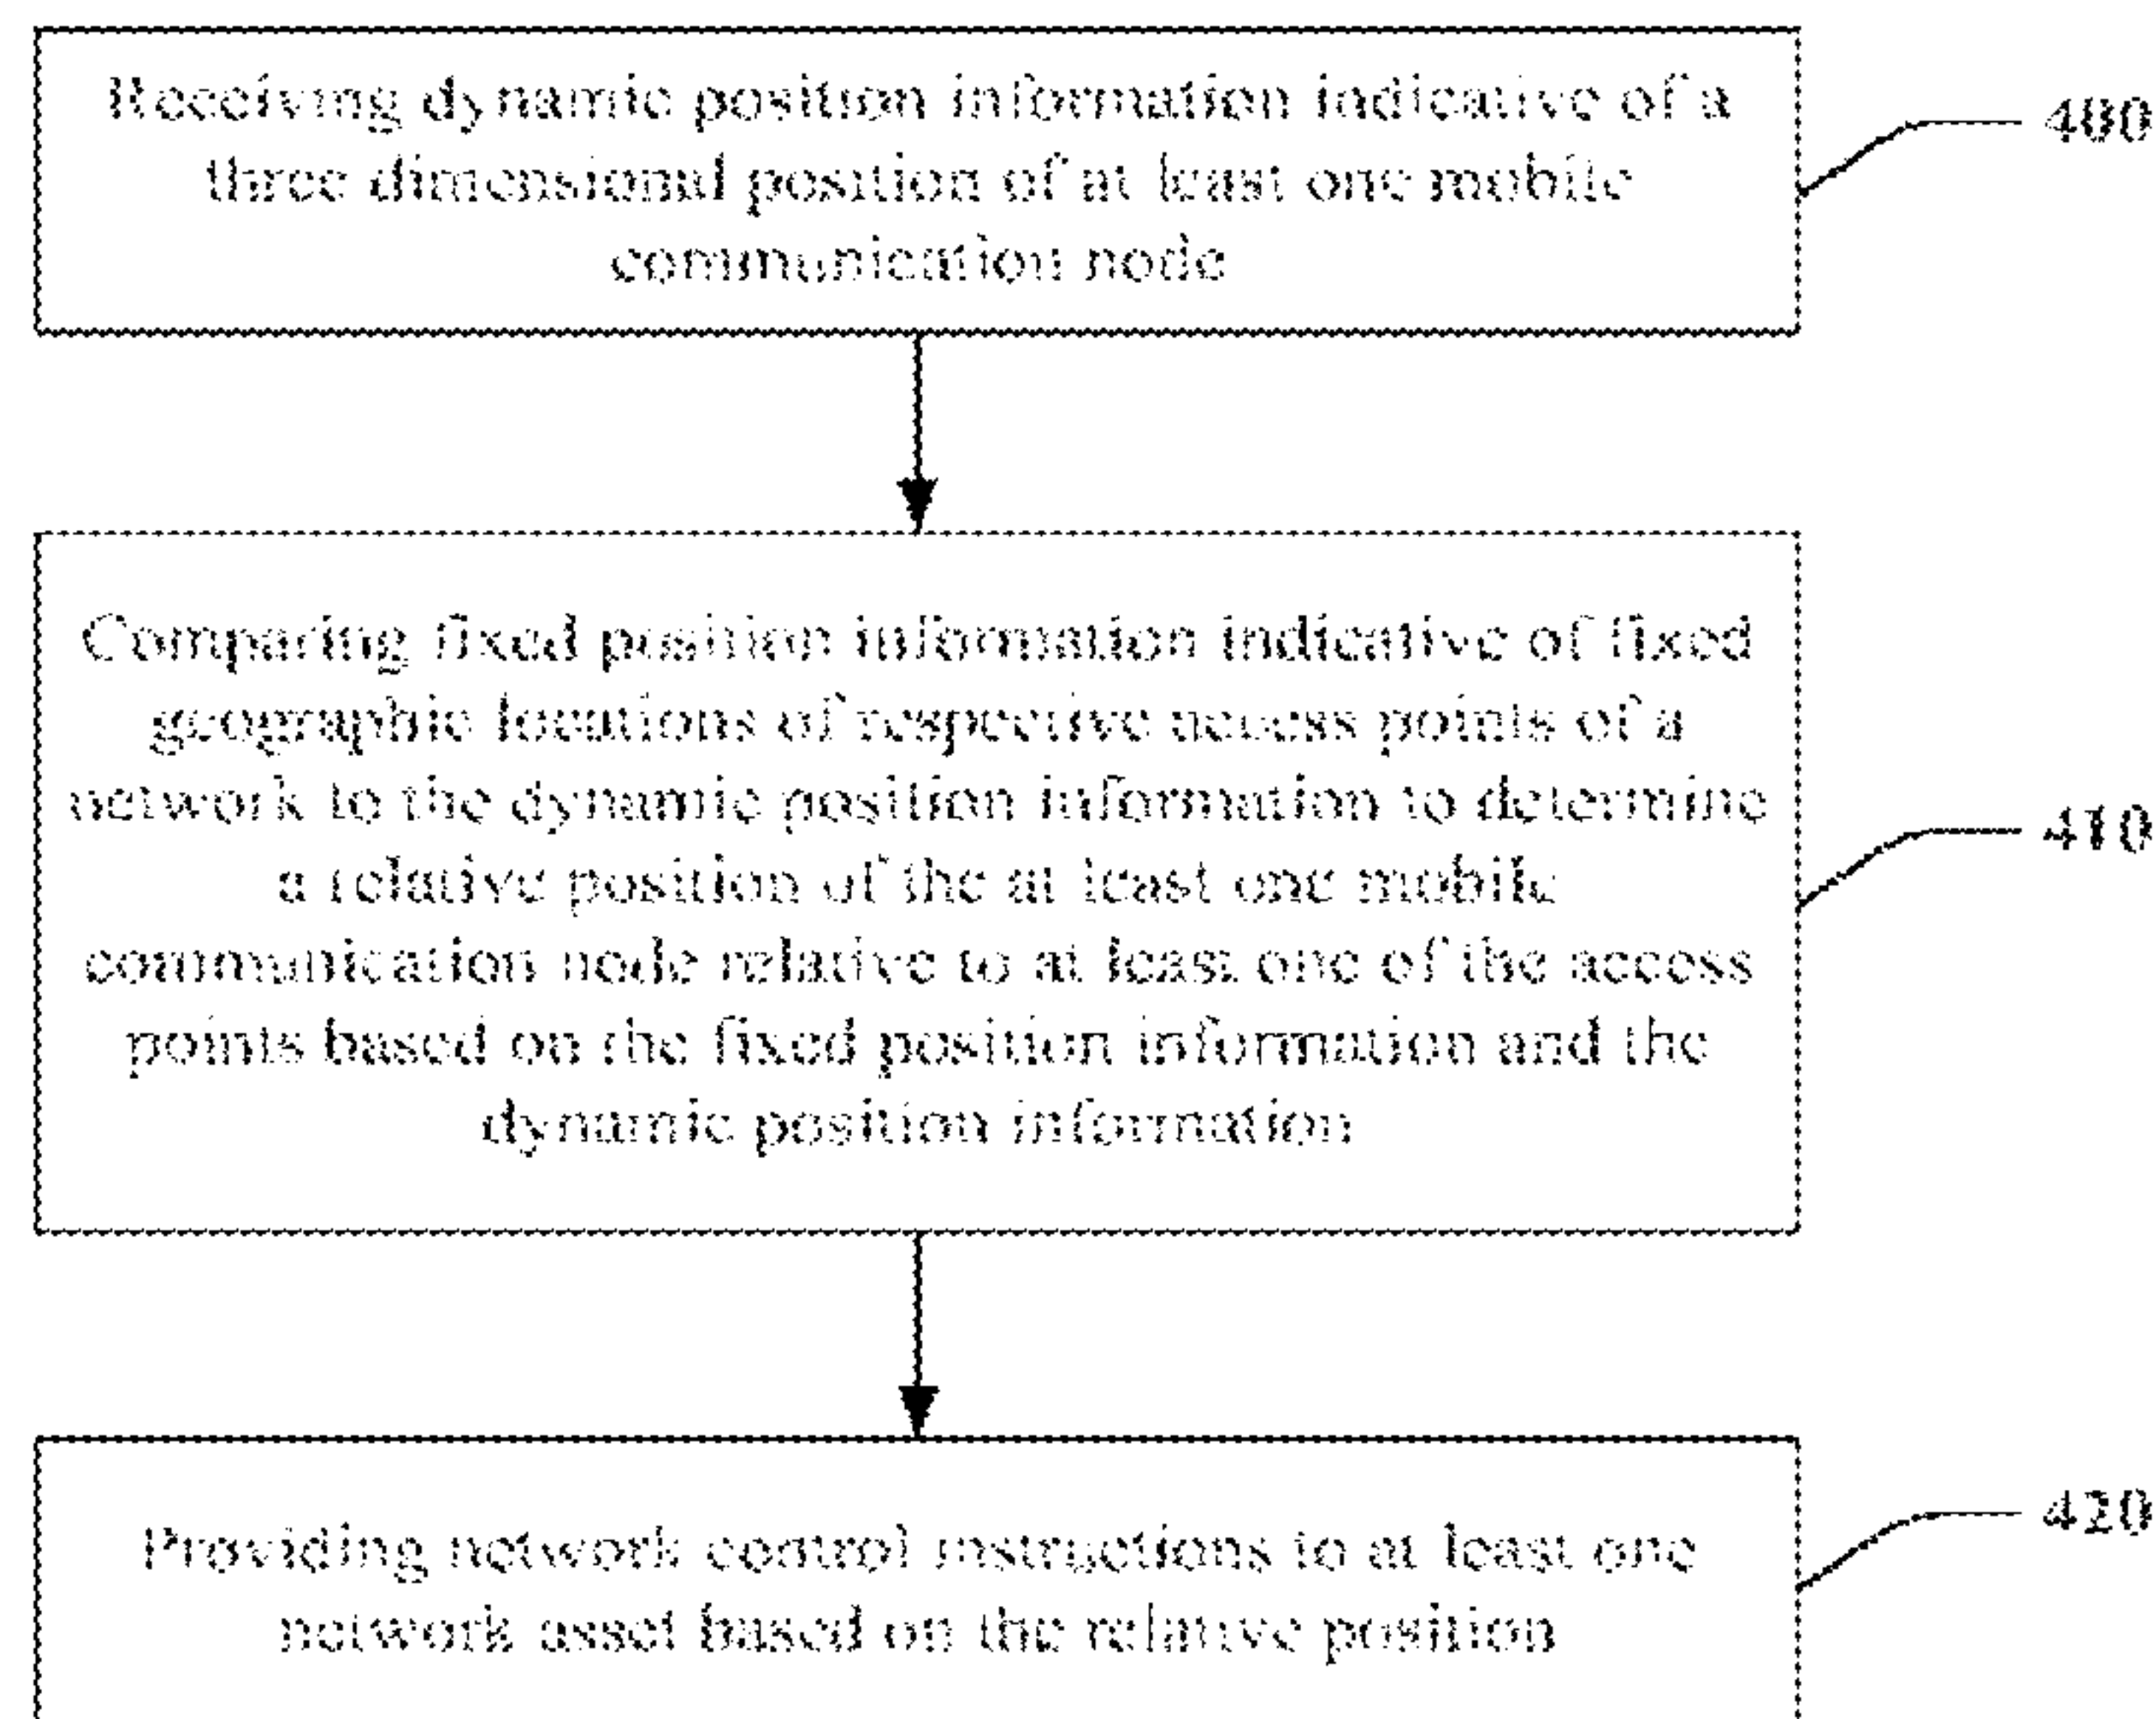 Receiving dynamic position information indicative of a
three dimensional position of at least one mobile
communication node
400
Comparing fixed position information indicative of fixed
geographic locations of respective access points of a
network to the dynamic position information to determine
a relative position of the at least one mobile
communication node relative to at least one of the access
points based on the fixed position information and the
dynamic position information
410
Providing network control instructions to at least one
network asset based on the relative position
420